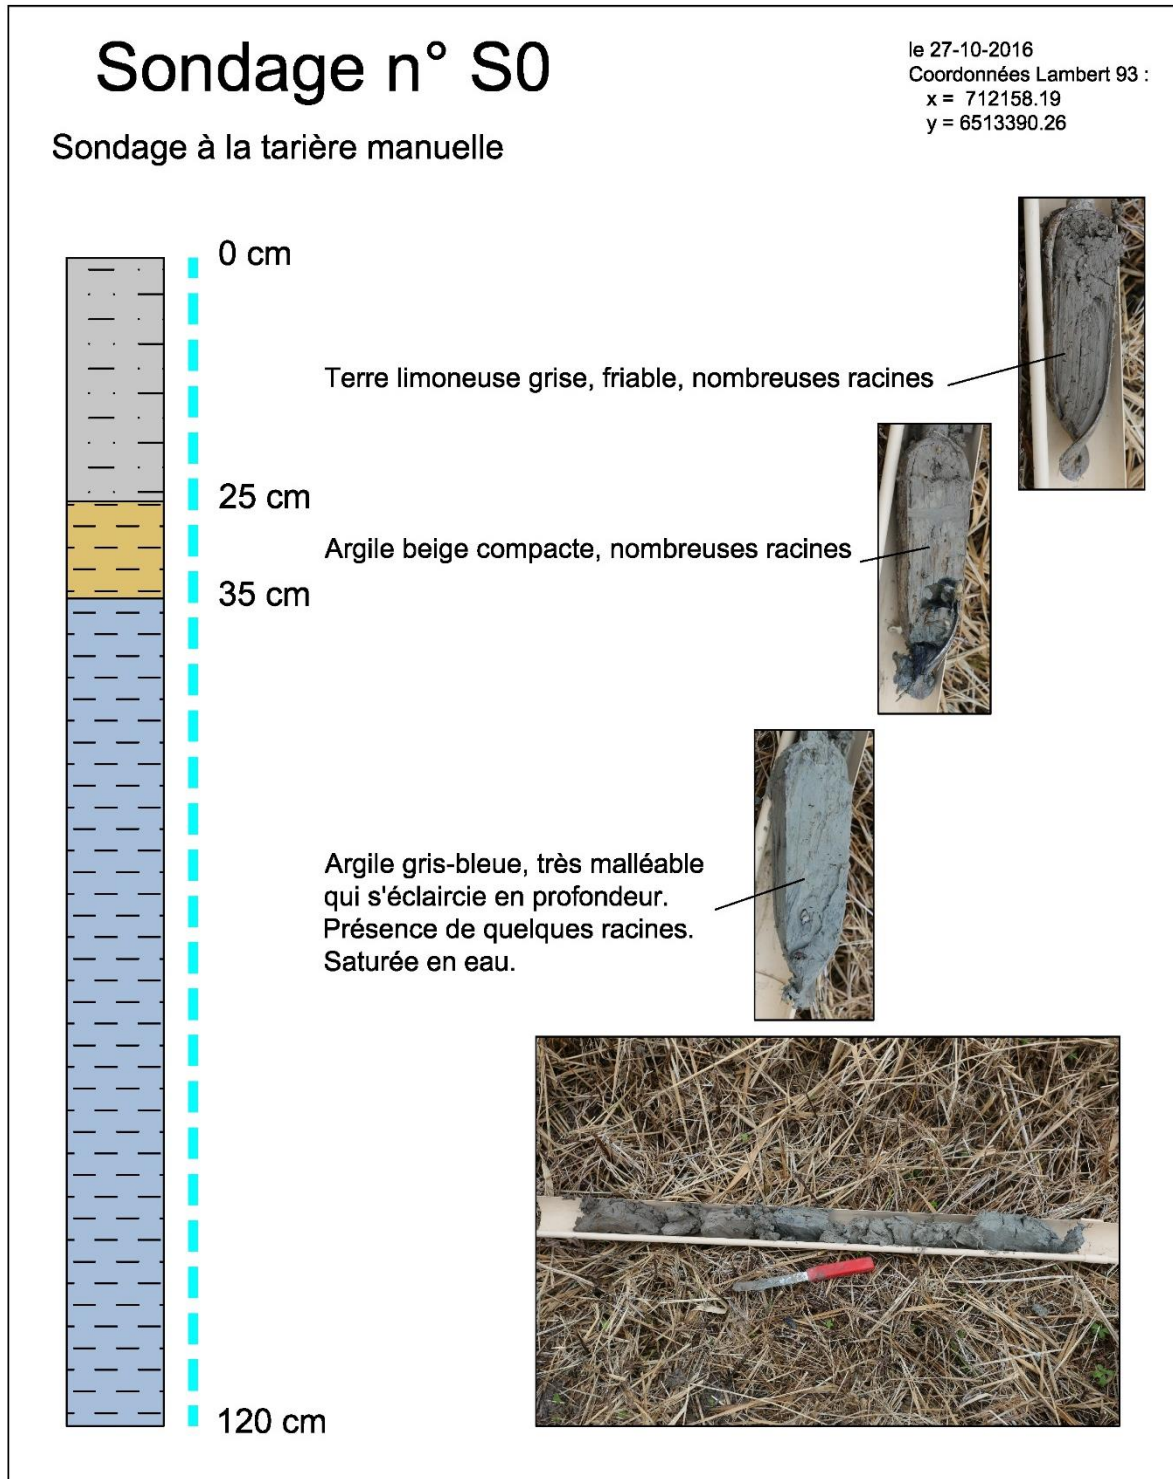 Sondage n° S0
le 27-10-2016
Coordonnées Lambert 93 :
x = 712158.19
y = 6513390.26
Sondage à la tarière manuelle
0 cm
Terre limoneuse grise, friable, nombreuses racines
25 cm
Argile beige compacte, nombreuses racines
35 cm
Argile gris-bleue, très malléable
qui s'éclaircie en profondeur.
Présence de quelques racines.
Saturée en eau.
120 cm